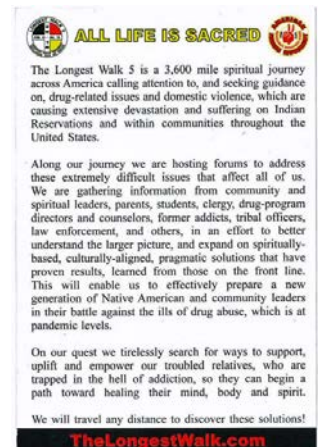 ALL LIFE IS SACRED
The Longest Walk 5 is a 3,600 mile spiritual journey
across America calling attention to, and seeking guidance
on, drug-related issues and domestic violence, which are
causing extensive devastation and suffering on Indian
Reservations and within communities throughout the
United States.
Along our journey we are hosting forums to address
these extremely difficult issues that affect all of us.
We are gathering information from community and
spiritual leaders, parents, students, clergy, drug-program
directors and counselors, former addicts, tribal officers,
law enforcement, and others, in an effort to better
understand the larger picture, and expand on spiritually-
based, culturally-aligned, pragmatic solutions that have
proven results, learned from those on the front line.
This will enable us to effectively prepare a new
generation of Native American and community leaders
in their battle against the ills of drug abuse, which is at
pandemic levels.
On our quest we tirelessly search for ways to support,
uplift and empower our troubled relatives, who are
trapped in the hell of addiction, so they can begin a
path toward healing their mind, body and spirit.
We will travel any distance to discover these solutions!
TheLongestWalk.com